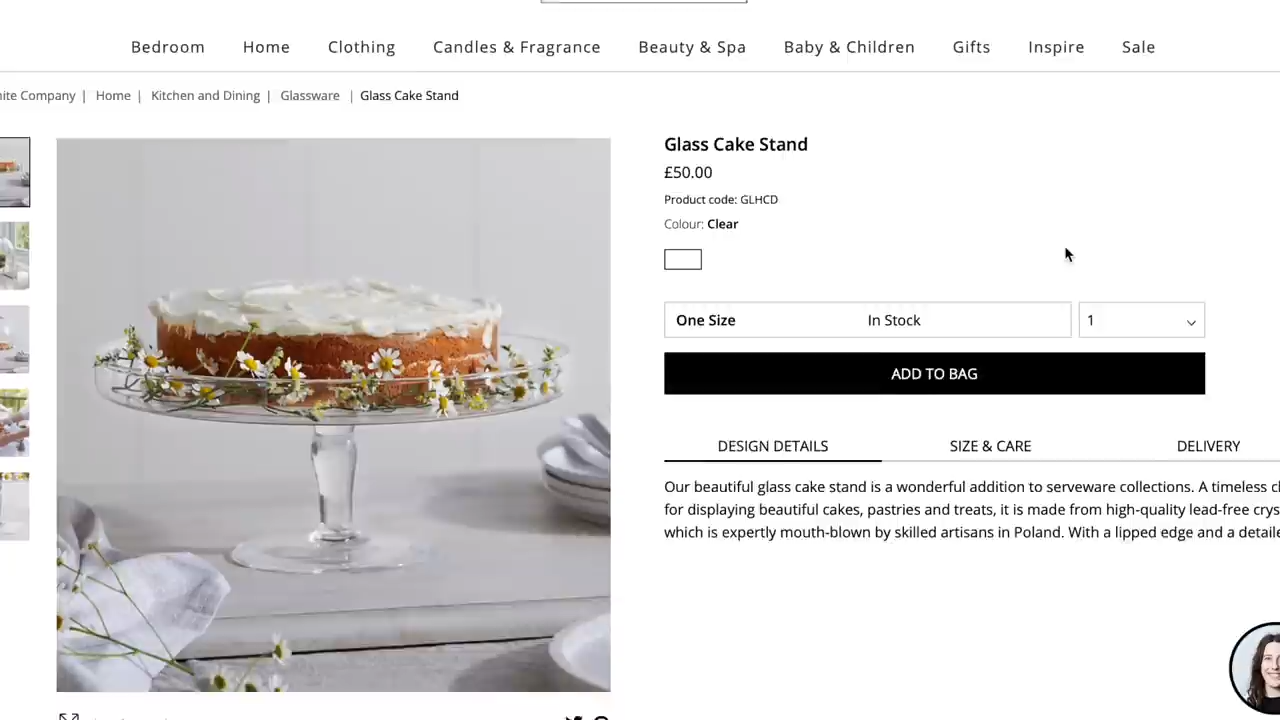 Bedroom Home Clothing Candles & Fragrance Beauty & Spa Baby & Children Gifts Inspire Sale
Company | Home | Kitchen and Dining | Glassware | Glass Cake Stand
Glass Cake Stand
£50.00
Product code: GLHCD
Colour: Clear
One Size In Stock 1
ADD TO BAG
DESIGN DETAILS SIZE & CARE DELIVERY
Our beautiful glass cake stand is a wonderful addition to serveware collections. A timeless
for displaying beautiful cakes, pastries and treats, it is made from high-quality lead-free
which is expertly mouth-blown by skilled artisans in Poland. With a lipped edge and a